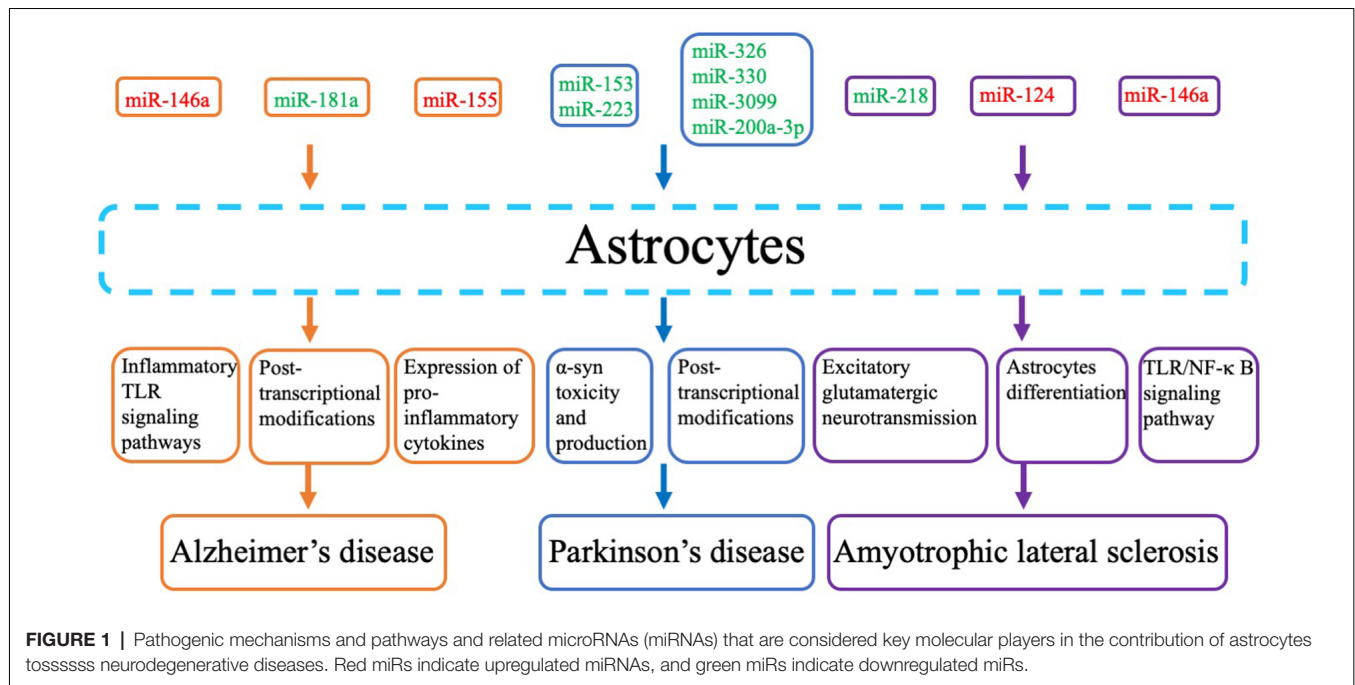 miR-146a
miR-181a
miR-155
miR-153
miR-223
miR-326
miR-330
miR-3099
miR-200a-3p
miR-218
miR-124
miR-146a
Astrocytes
Inflammatory
TLR
signaling
pathways
Post-
transcriptional
modifications
Expression of
pro-
inflammatory
cytokines
α-syn
toxicity
and
production
Post-
transcriptional
modifications
Excitatory
glutamatergic
neurotransmission
Astrocytes
differentiation
TLR/NF-κ B
signaling
pathway
Alzheimer's disease
Parkinson's disease
Amyotrophic lateral sclerosis
FIGURE 1 | Pathogenic mechanisms and pathways and related microRNAs (miRNAs) that are considered key molecular players in the contribution of astrocytes
tossssss neurodegenerative diseases. Red miRs indicate upregulated miRNAs, and green miRs indicate downregulated miRs.